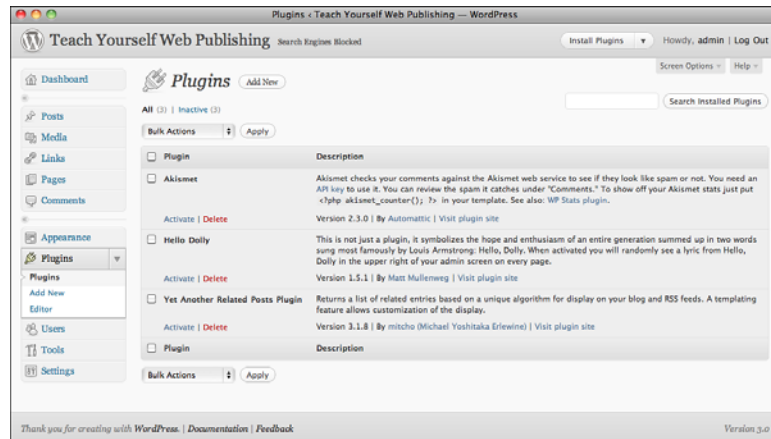 Plugins ‹ Teach Yourself Web Publishing — WordPress
Teach Yourself Web Publishing Search Engines Blocked
Install Plugins
Howdy, admin | Log Out
Screen Options
Help
Dashboard
Posts
Media
Links
Pages
Comments
Appearance
Plugins
Plugins
Add New
Editor
Users
Tools
Settings
Plugins Add New
All (3) | Inactive (3)
Search Installed Plugins
Bulk Actions Apply
Plugin Description
Akismet
Akismet checks your comments against the Akismet web service to see if they look like spam or not. You need an
API key to use it. You can review the spam it catches under "Comments." To show off your Akismet stats just put
<?php akismet_counter(); ?> in your template. See also: WP Stats plugin.
Activate | Delete
Version 2.3.0 | By Automattic | Visit plugin site
Hello Dolly
This is not just a plugin, it symbolizes the hope and enthusiasm of an entire generation summed up in two words
sung most famously by Louis Armstrong: Hello, Dolly. When activated you will randomly see a lyric from Hello,
Dolly in the upper right of your admin screen on every page.
Activate | Delete
Version 1.5.1 | By Matt Mullenweg | Visit plugin site
Yet Another Related Posts Plugin
Returns a list of related entries based on a unique algorithm for display on your blog and RSS feeds. A templating
feature allows customization of the display.
Activate | Delete
Version 3.1.8 | By mitcho (Michael Yoshitaka Erlewine) | Visit plugin site
Plugin Description
Bulk Actions Apply
Thank you for creating with WordPress. | Documentation | Feedback
Version 3.0